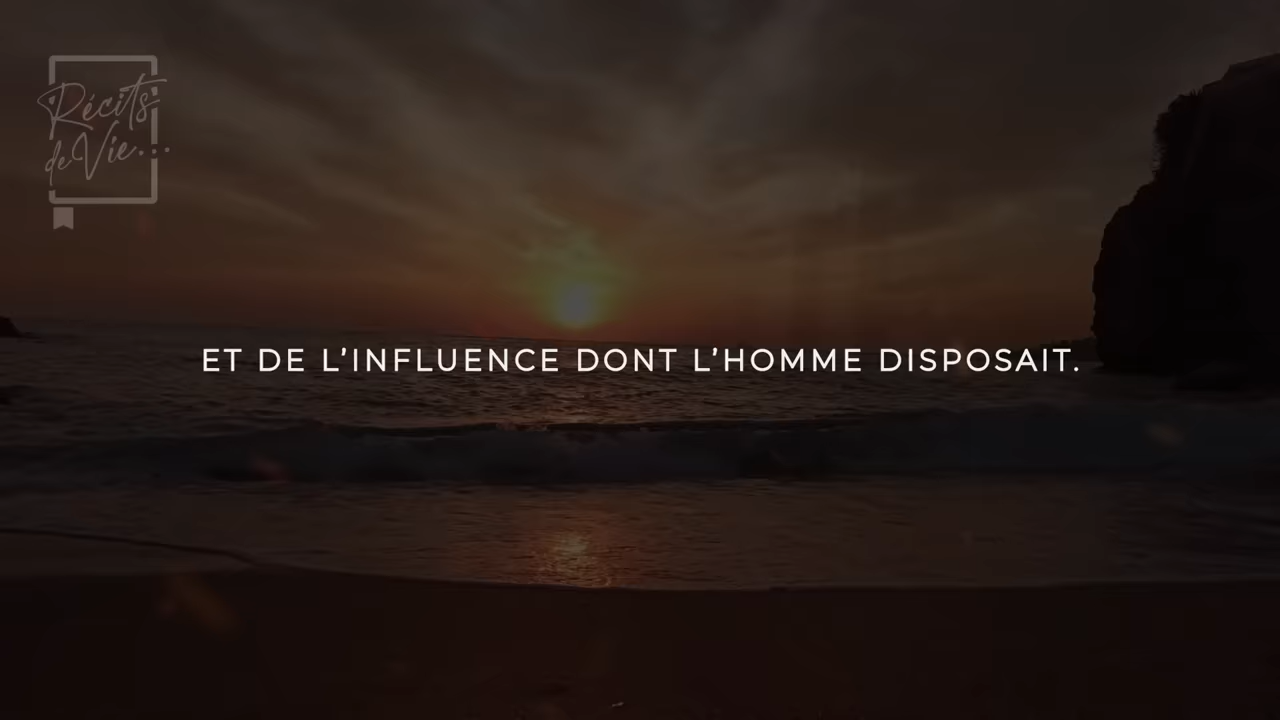 Récits
de Vie...
ET DE L’INFLUENCE DONT L’HOMME DISPOSAIT.